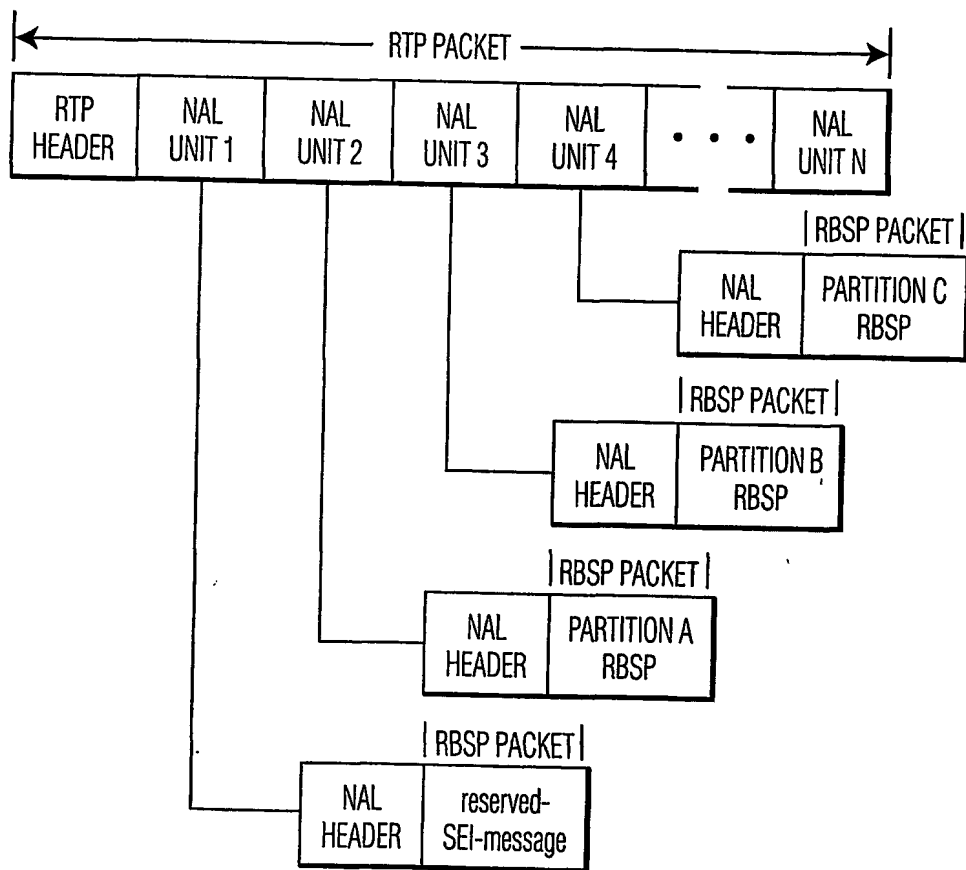 RTP PACKET
RTP
HEADER
NAL
UNIT 1
NAL
UNIT 2
NAL
UNIT 3
NAL
UNIT 4
• • •
NAL
UNIT N
RBSP PACKET
NAL
HEADER
PARTITION C
RBSP
RBSP PACKET
NAL
HEADER
PARTITION B
RBSP
RBSP PACKET
NAL
HEADER
PARTITION A
RBSP
RBSP PACKET
NAL
HEADER
reserved-
SEI-message